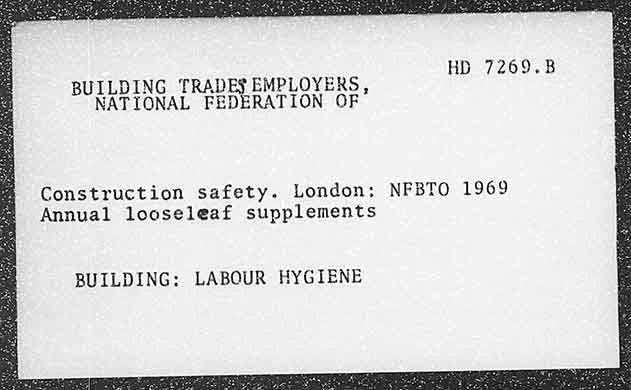 HD 7269.B
BUILDING TRADES EMPLOYERS,
NATIONAL FEDERATION OF
Construction safety. London: NFBTO 1969
Annual looseleaf supplements
BUILDING: LABOUR HYGIENE